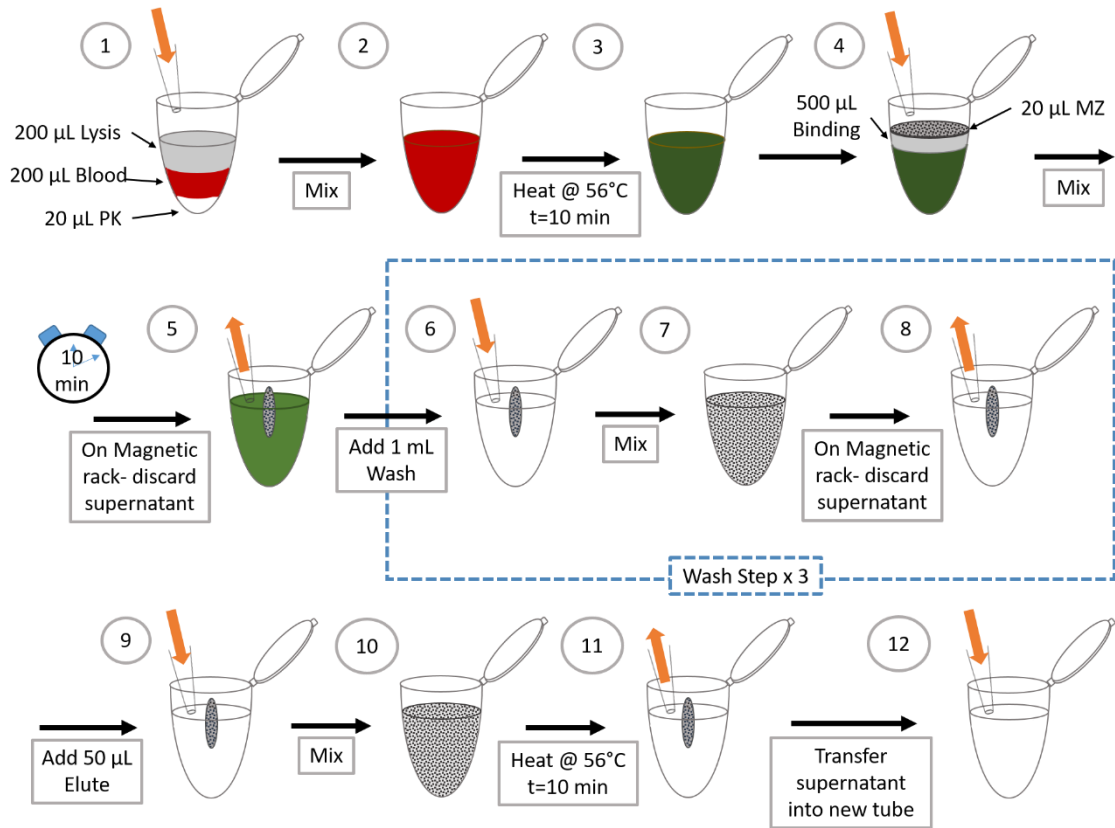 1
2
3
4
200 µL Lysis
200 µL Blood
20 µL PK
Mix
Heat @ 56°C
t=10 min
500 µL
Binding
20 µL MZ
Mix
10
min
5
6
7
8
On Magnetic
rack- discard
supernatant
Add 1 mL
Wash
Mix
On Magnetic
rack- discard
supernatant
Wash Step x 3
9
10
11
12
Add 50 µL
Elute
Mix
Heat @ 56°C
t=10 min
Transfer
supernatant
into new tube